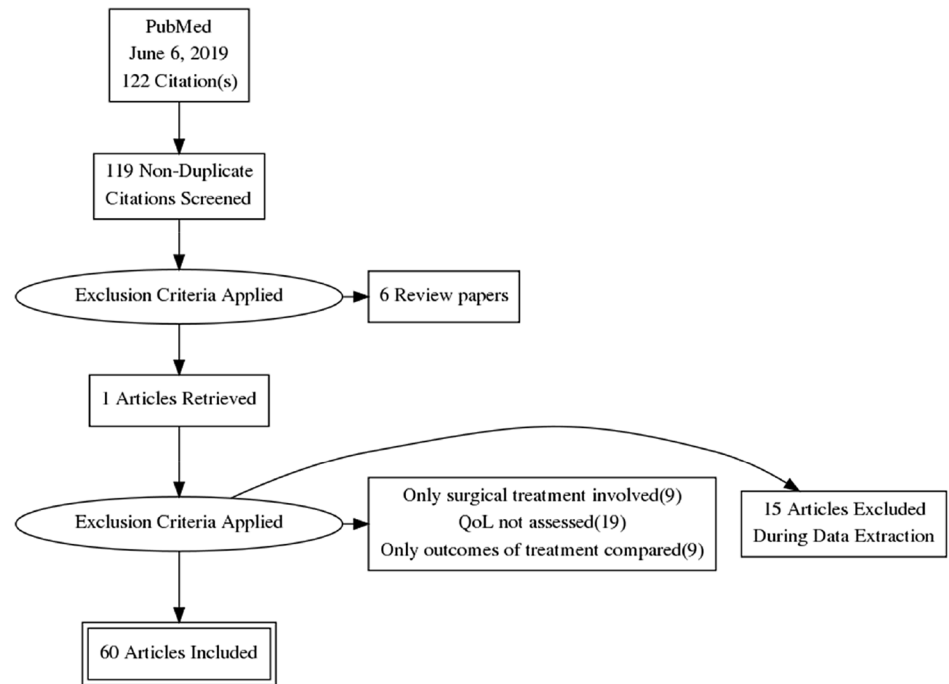 PubMed
June 6, 2019
122 Citation(s)
119 Non-Duplicate
Citations Screened
Exclusion Criteria Applied
6 Review papers
1 Articles Retrieved
Exclusion Criteria Applied
Only surgical treatment involved(9)
QoL not assessed(19)
Only outcomes of treatment compared(9)
15 Articles Excluded
During Data Extraction
60 Articles Included